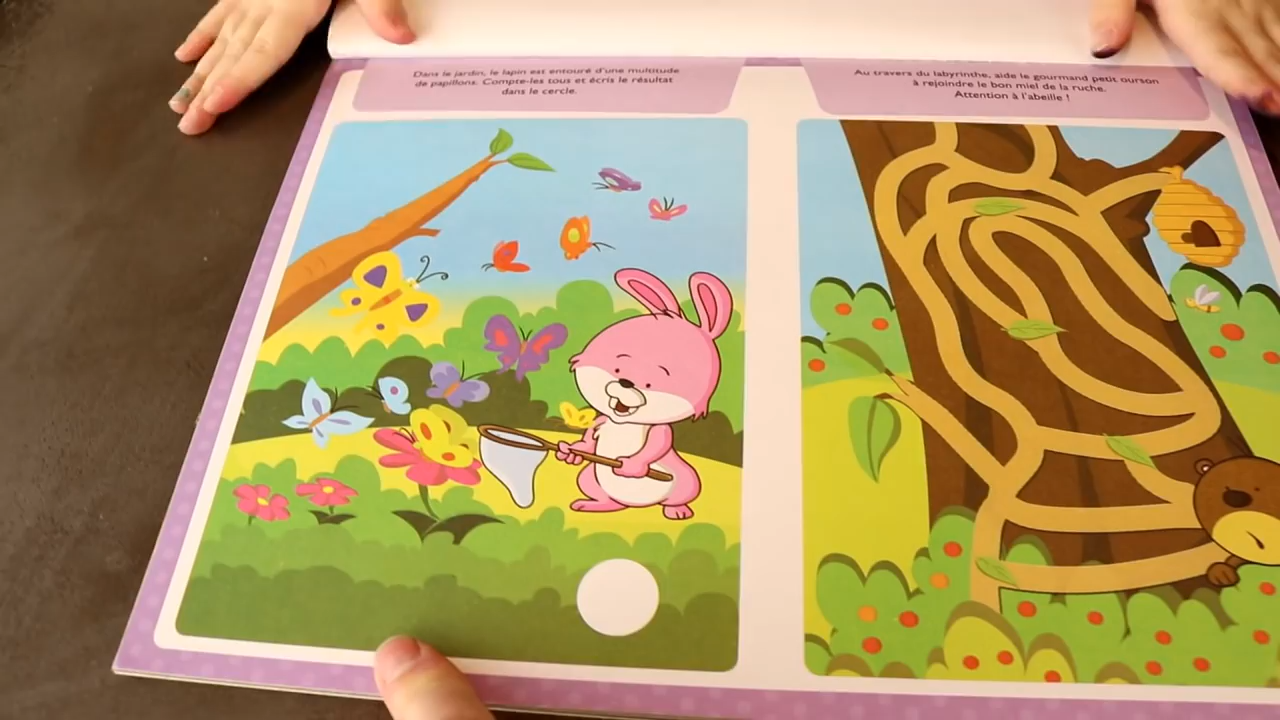 Dans le jardin, le lapin est entouré d'une multitude
de papillons. Compte-les tous et écris le résultat
dans le cercle.
Au travers du labyrinthe, aide le gourmand petit ourson
à rejoindre le bon miel de la ruche.
Attention à l'abeille !